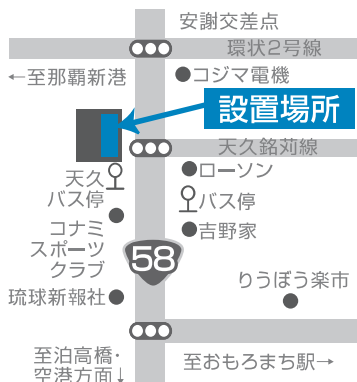 安謝交差点
環状2号線
←至那覇新港
コジマ電機
設置場所
天久銘苅線
ローソン
天久
バス停
バス停
コナミ
スポーツ
クラブ
吉野家
58
りうぼう楽市
琉球新報社
至泊高橋・
空港方面↓
至おもろまち駅→